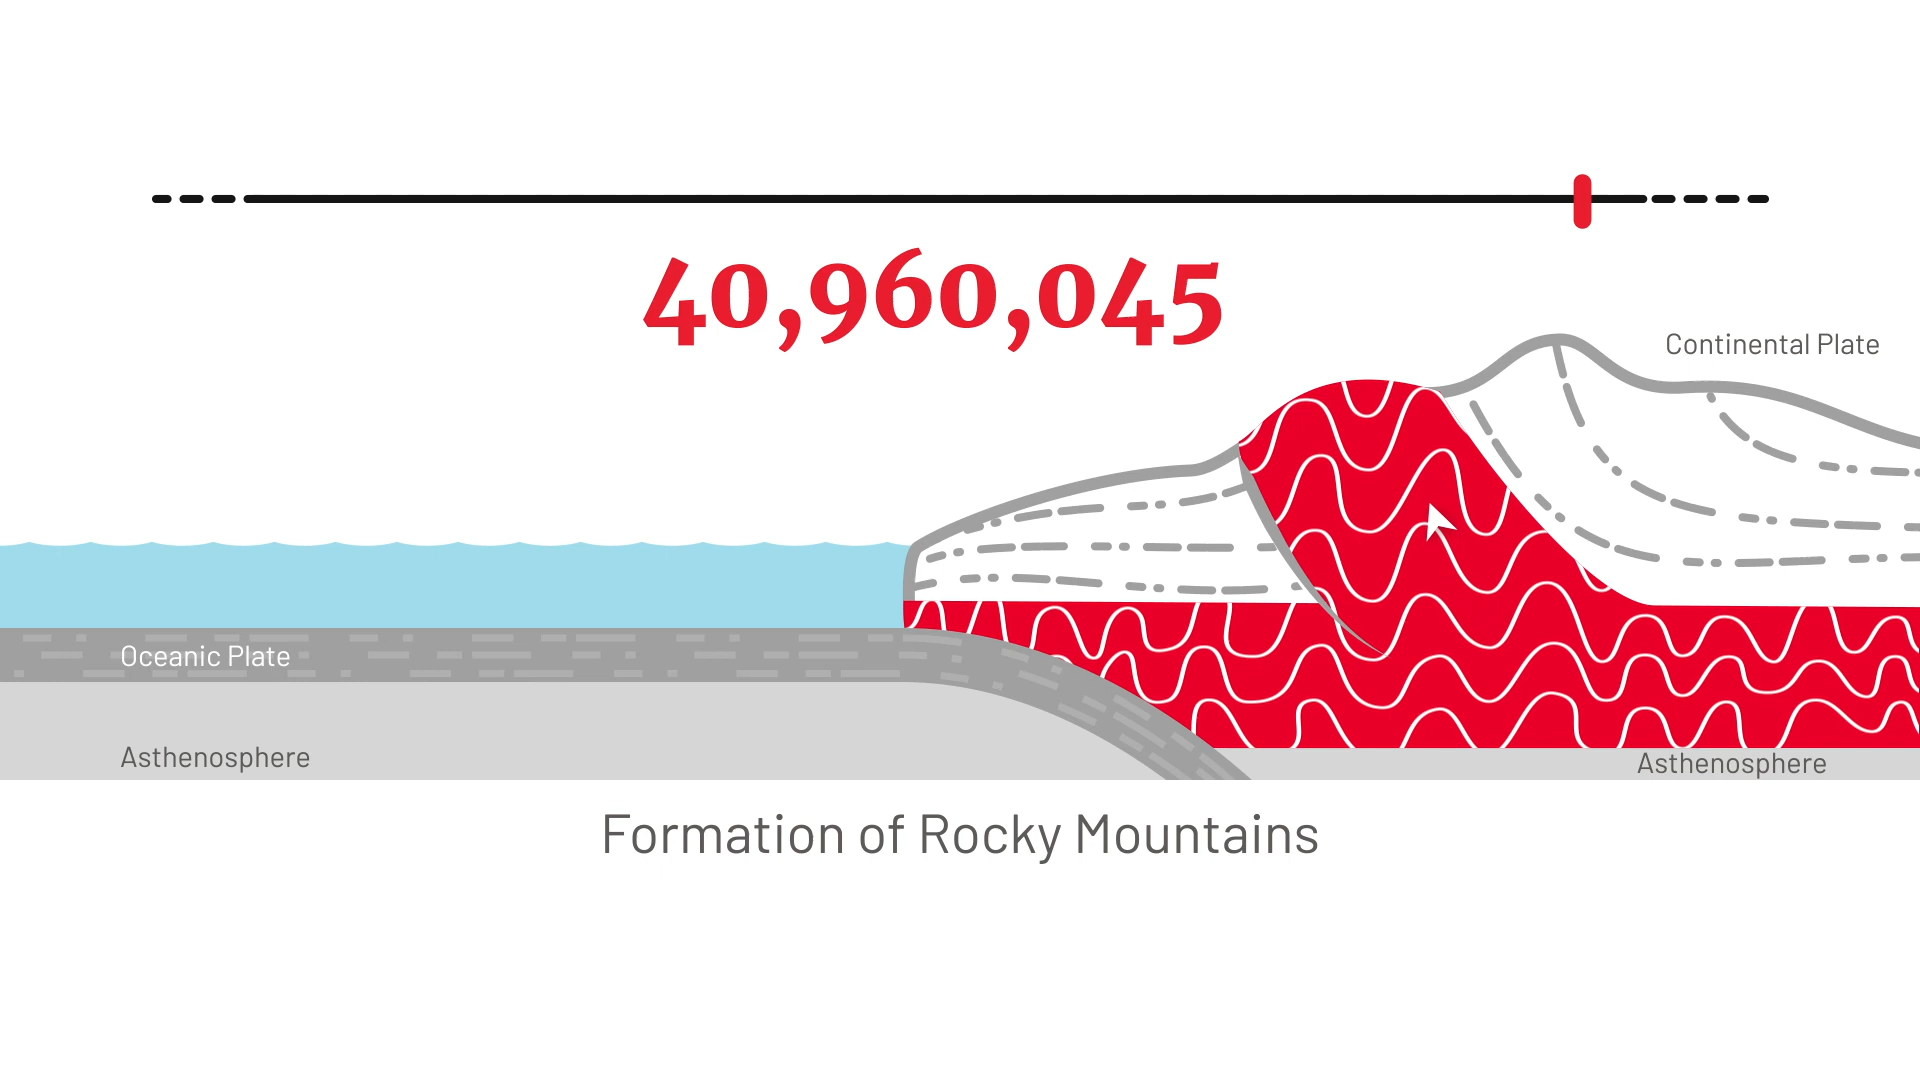 40,960,045
Continental Plate
Oceanic Plate
Asthenosphere
Asthenosphere
Formation of Rocky Mountains